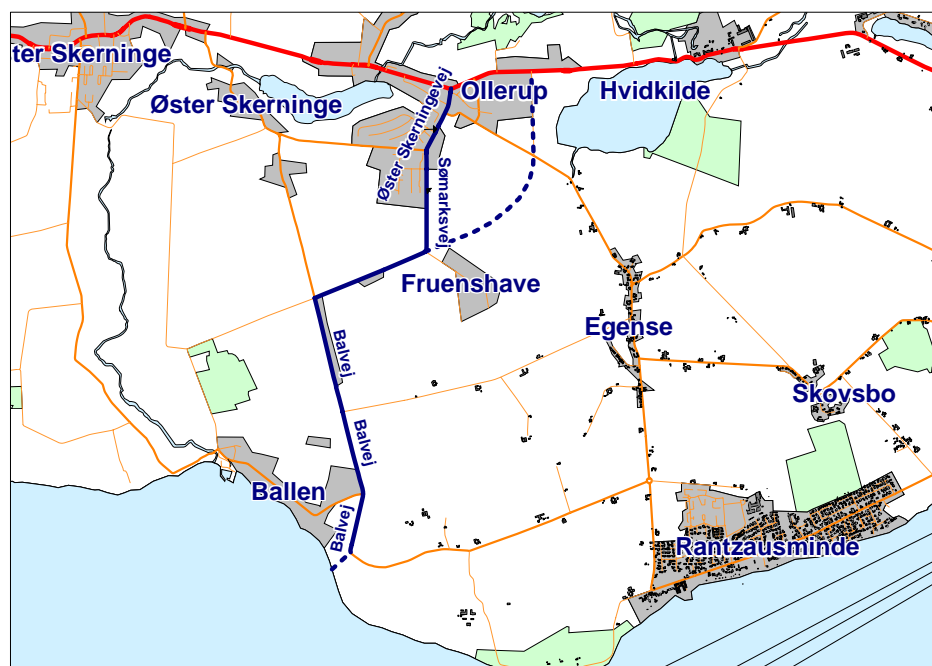 ter Skerninge
Øster Skerninge
Øster Skerningevej
Ollerup
Hvidkilde
Sømarksvej
Fruenshave
Egense
Balvej
Skovsbo
Balvej
Ballen
Balvej
Rantzausminde